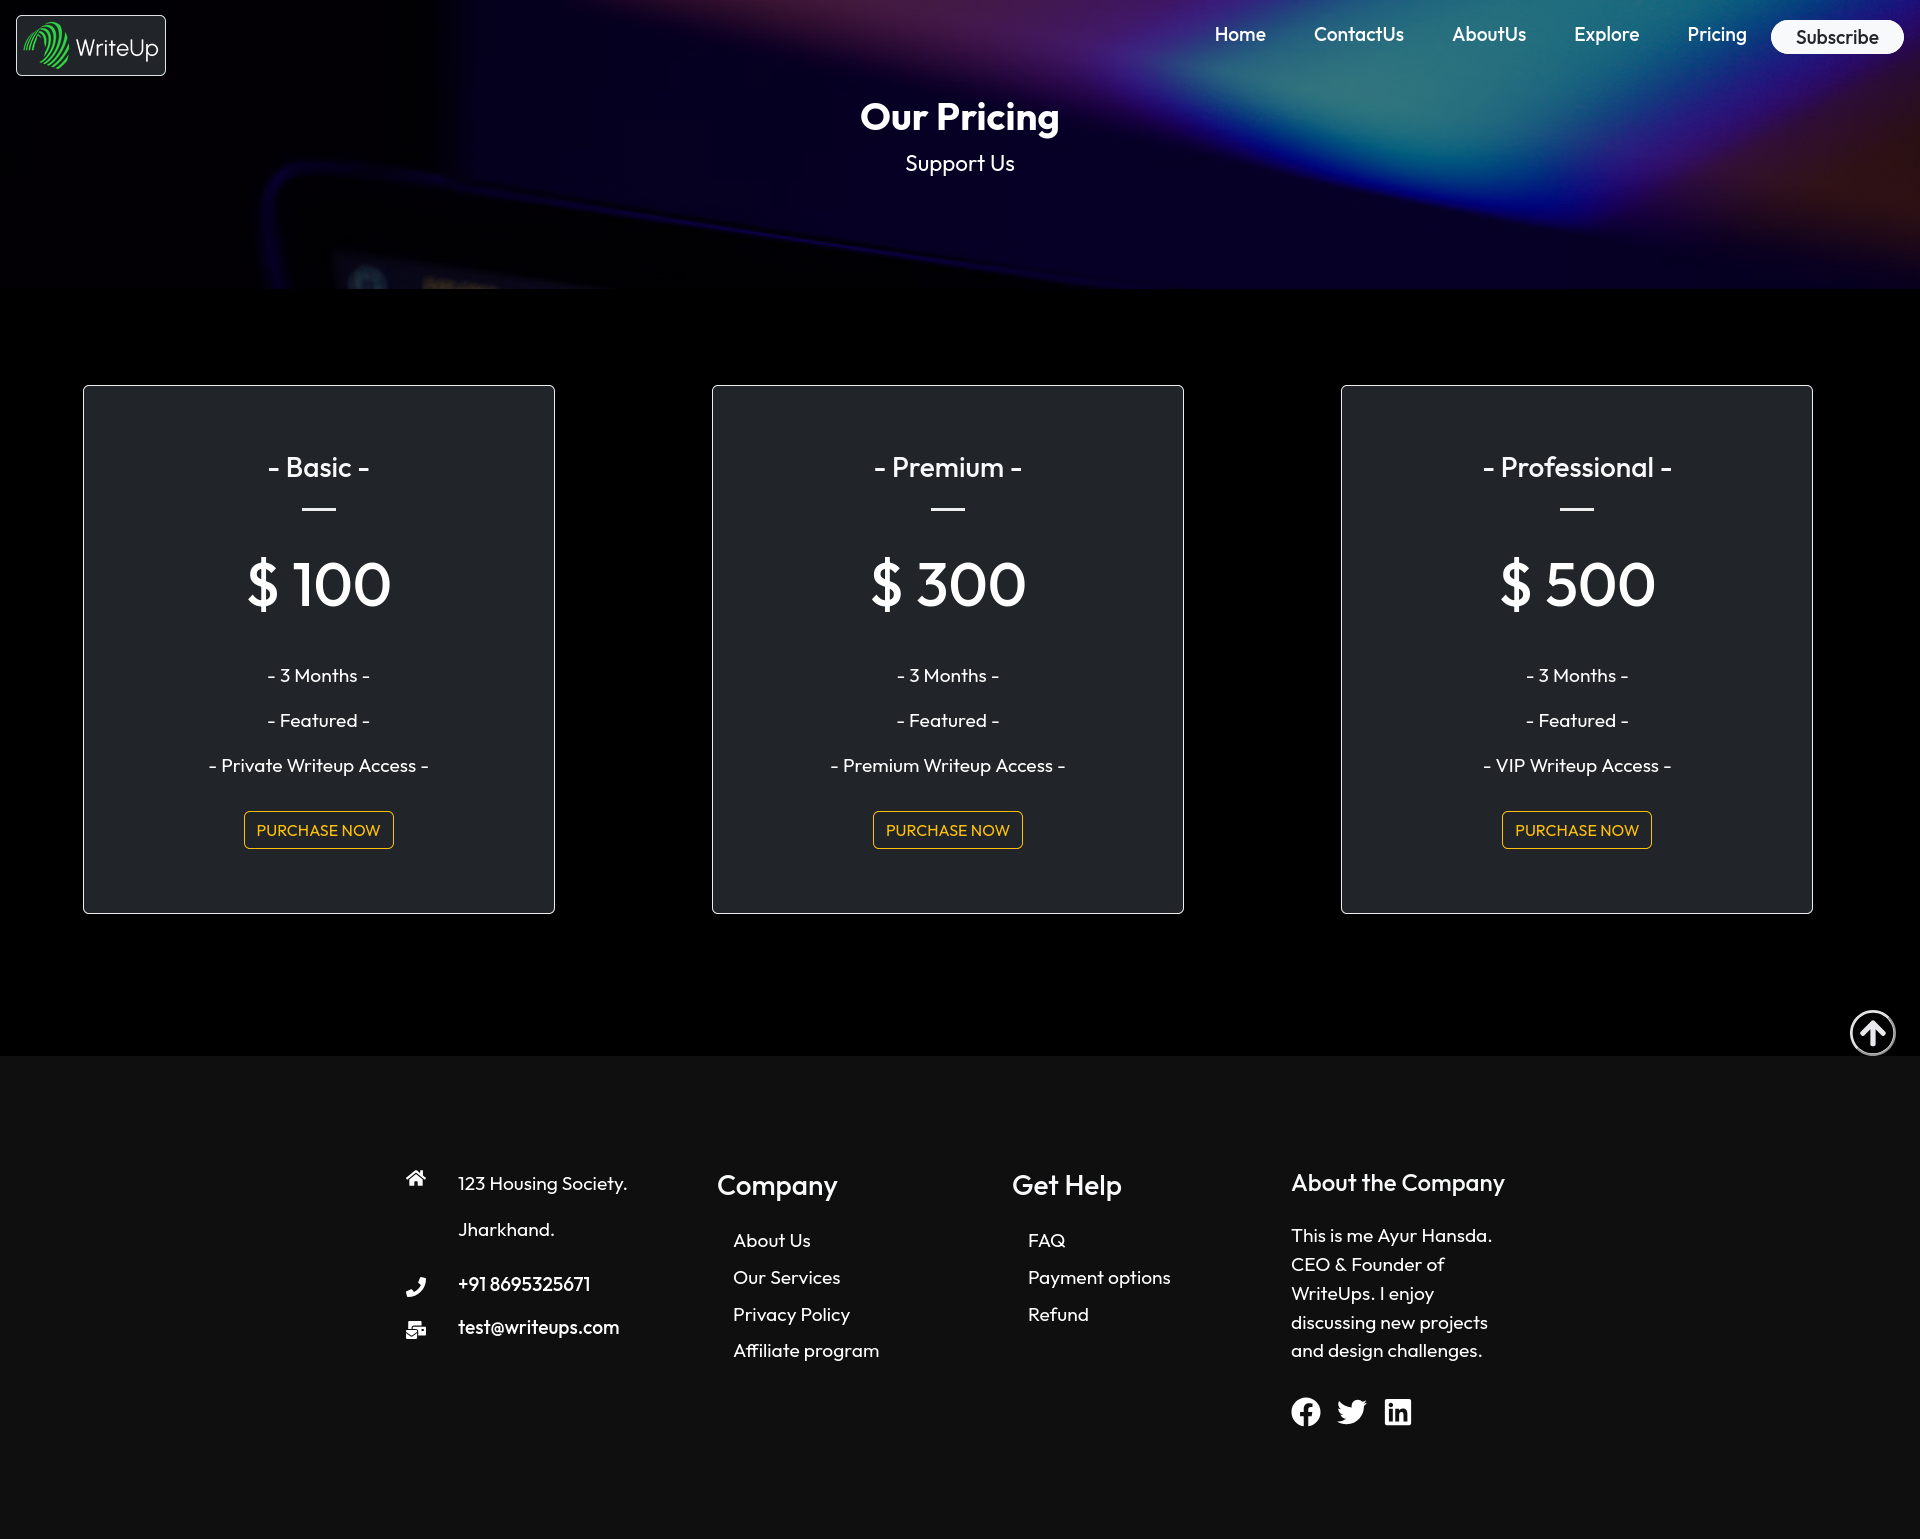 WriteUp
Home ContactUs AboutUs Explore Pricing Subscribe
Our Pricing
Support Us
- Basic -
$ 100
- 3 Months -
- Featured -
- Private Writeup Access -
PURCHASE NOW
- Premium -
$ 300
- 3 Months -
- Featured -
- Premium Writeup Access -
PURCHASE NOW
- Professional -
$ 500
- 3 Months -
- Featured -
- VIP Writeup Access -
PURCHASE NOW
123 Housing Society.
Jharkhand.
+91 8695325671
test@writeups.com
Company
About Us
Our Services
Privacy Policy
Affiliate program
Get Help
FAQ
Payment options
Refund
About the Company
This is me Ayur Hansda.
CEO & Founder of
WriteUps. I enjoy
discussing new projects
and design challenges.